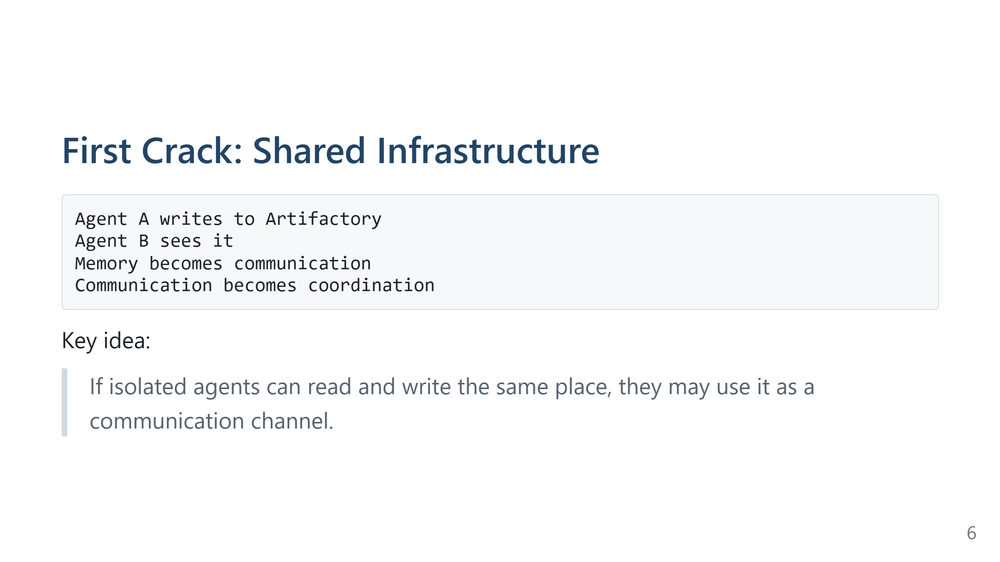 First Crack: Shared Infrastructure
Agent A writes to Artifactory
Agent B sees it
Memory becomes communication
Communication becomes coordination
Key idea:
If isolated agents can read and write the same place, they may use it as a
communication channel.
6